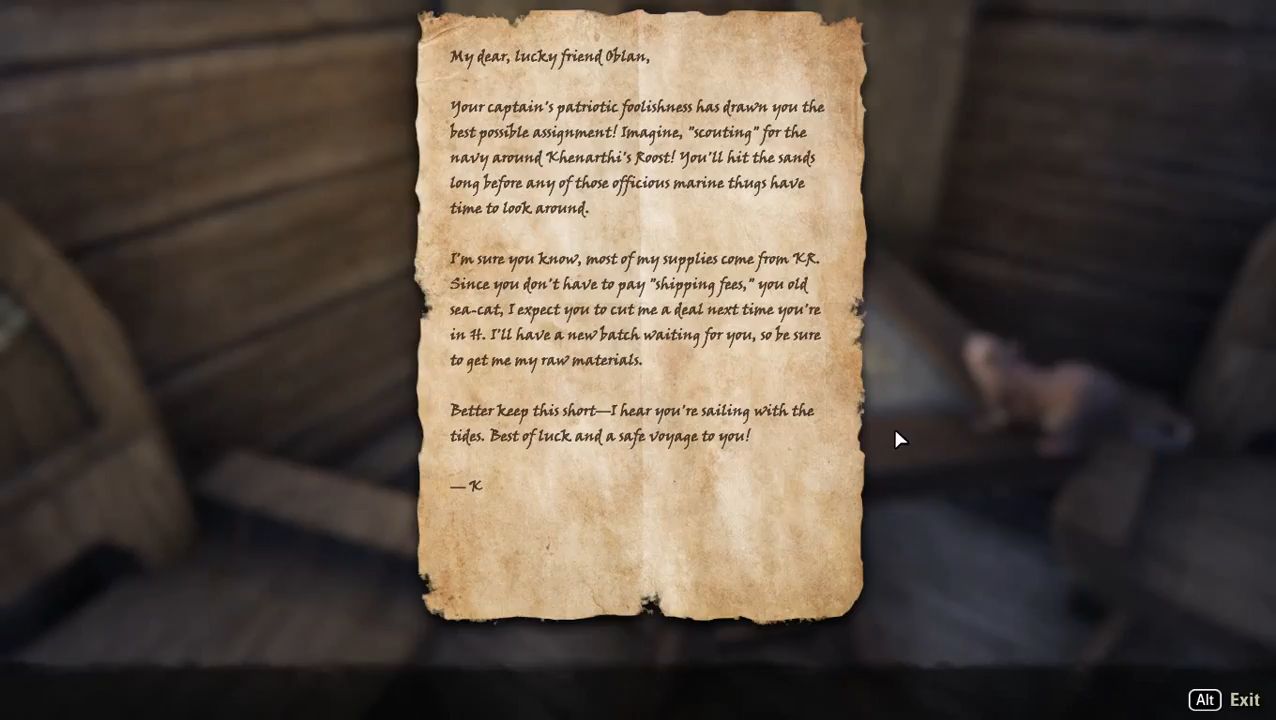 My dear, lucky friend Oblan,
Your captain's patriotic foolishness has drawn you the
best possible assignment! Imagine, "scouting" for the
navy around Khenarthi's Roost! You'll hit the sands
long before any of those officious marine thugs have
time to look around.
I'm sure you know, most of my supplies come from KR.
Since you don't have to pay "shipping fees," you old
sea-cat, I expect you to cut me a deal next time you're
in H. I'll have a new batch waiting for you, so be sure
to get me my raw materials.
Better keep this short—I hear you're sailing with the
tides. Best of luck and a safe voyage to you!
— K
Alt Exit